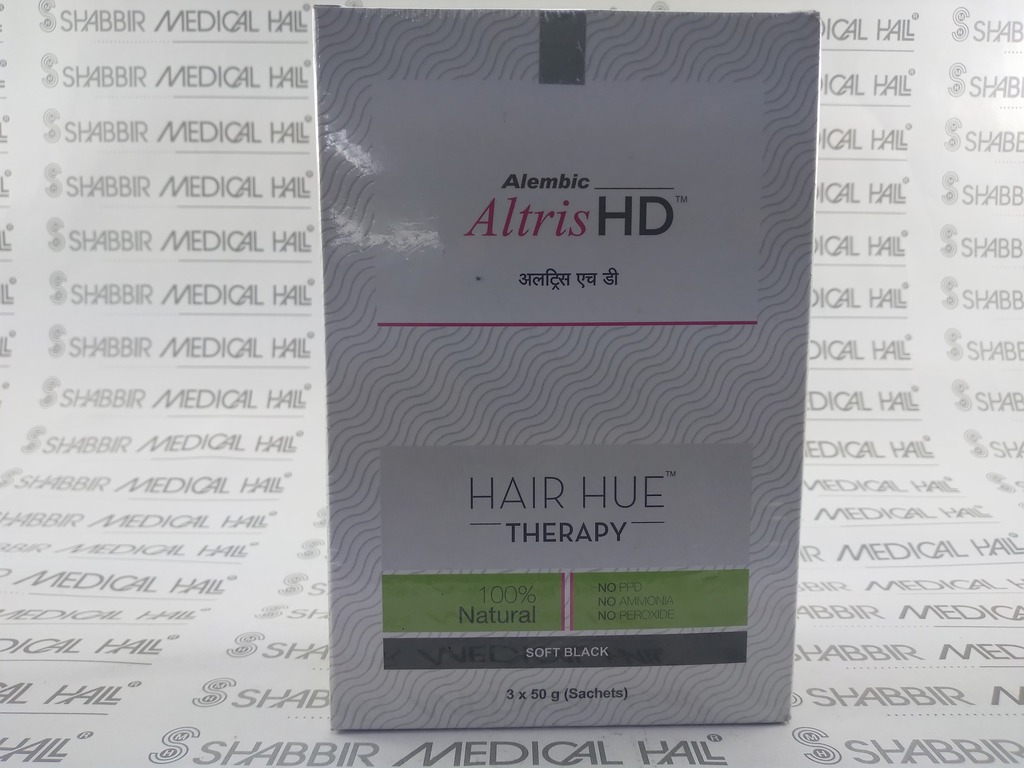 Alembic
Altris HD™
अलट्रिस एच डी
HAIR HUE™
THERAPY
100%
Natural
NO PPD
NO AMMONIA
NO PEROXIDE
SOFT BLACK
3 x 50 g (Sachets)
SHABBIR MEDICAL HALL®